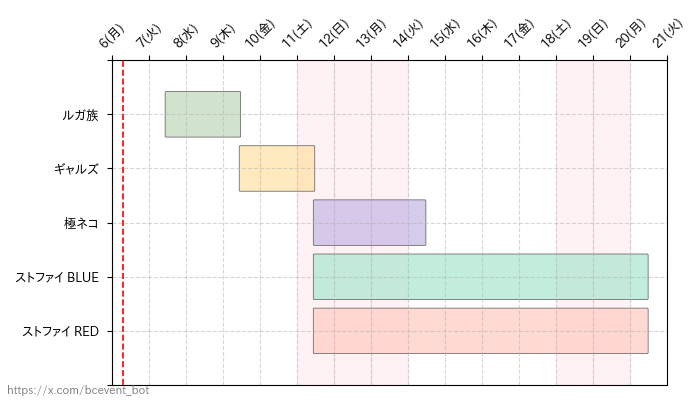 6(月) 7(火) 8(水) 9(木) 10(金) 11(土) 12(日) 13(月) 14(火) 15(水) 16(木) 17(金) 18(土) 19(日) 20(月) 21(火)
ルガ族
ギャルズ
極ネコ
ストファイ BLUE
ストファイ RED
https://x.com/bcevent_bot